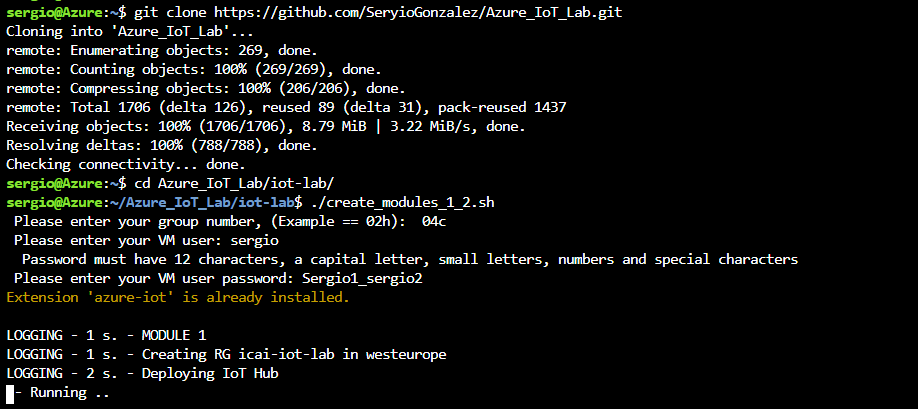 sergio@Azure:~$ git clone https://github.com/SeryioGonzalez/Azure_IoT_Lab.git
Cloning into 'Azure_IoT_Lab'...
remote: Enumerating objects: 269, done.
remote: Counting objects: 100% (269/269), done.
remote: Compressing objects: 100% (206/206), done.
remote: Total 1706 (delta 126), reused 89 (delta 31), pack-reused 1437
Receiving objects: 100% (1706/1706), 8.79 MiB | 3.22 MiB/s, done.
Resolving deltas: 100% (788/788), done.
Checking connectivity... done.
sergio@Azure:~$ cd Azure_IoT_Lab/iot-lab/
sergio@Azure:~/Azure_IoT_Lab/iot-lab$ ./create_modules_1_2.sh
Please enter your group number, (Example == 02h): 04c
Please enter your VM user: sergio
Password must have 12 characters, a capital letter, small letters, numbers and special characters
Please enter your VM user password: Sergio1_sergio2
Extension 'azure-iot' is already installed.
LOGGING - 1 s. - MODULE 1
LOGGING - 1 s. - Creating RG icai-iot-lab in westeurope
LOGGING - 2 s. - Deploying IoT Hub
- Running ..